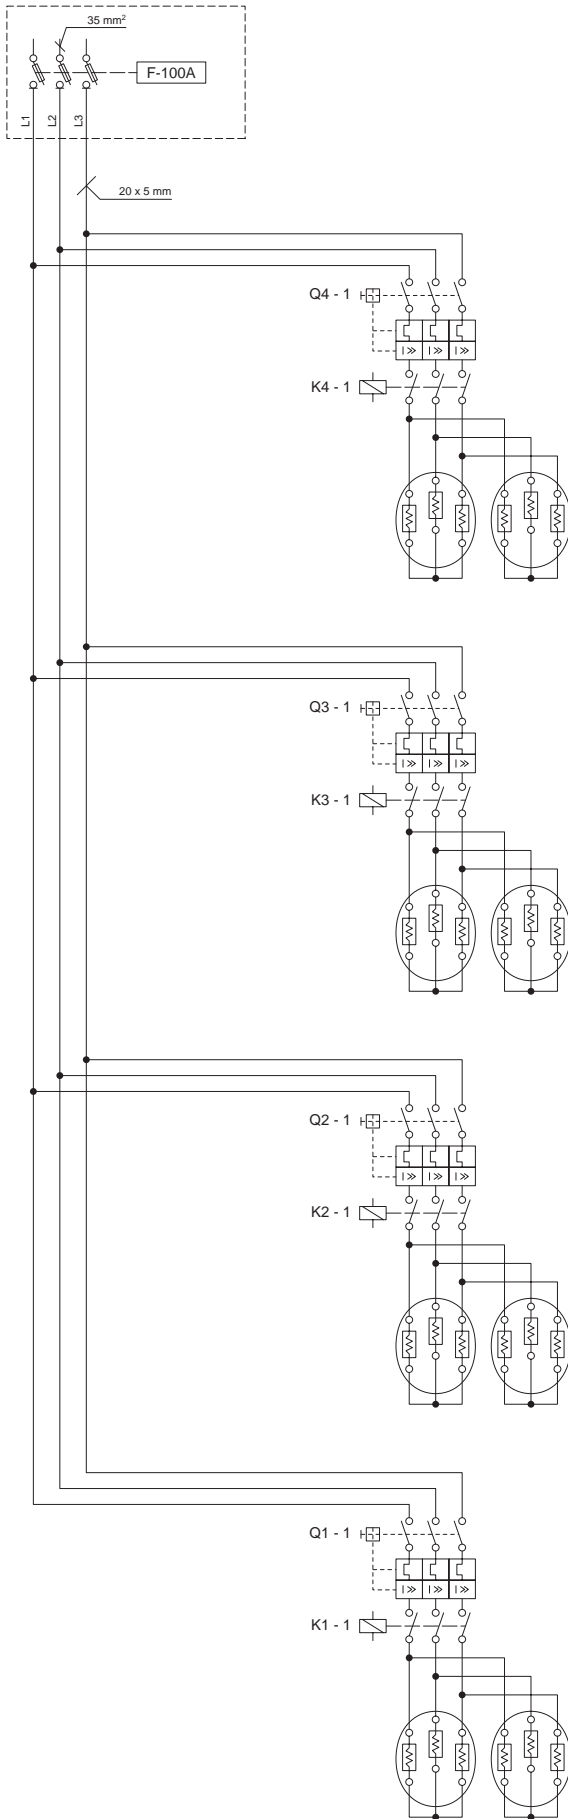 35 mm²
F-100A
L1
L2
L3
20 x 5 mm
Q4 - 1
I >> I >> I >>
K4 - 1
Q3 - 1
I >> I >> I >>
K3 - 1
Q2 - 1
I >> I >> I >>
K2 - 1
Q1 - 1
I >> I >> I >>
K1 - 1